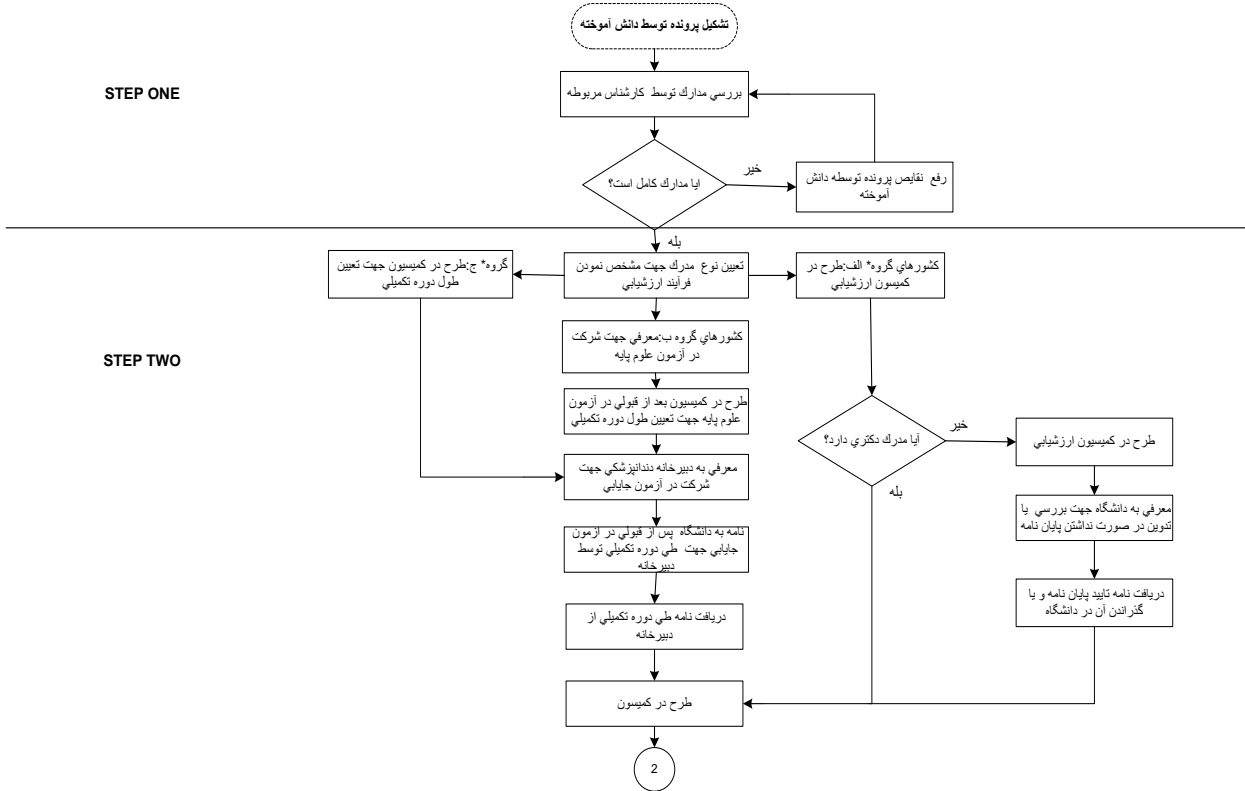 تشكيل پرونده توسط دانش آموخته
STEP ONE
بررسي مدارك توسط كارشناس مربوطه
ايا مدارك كامل است؟
خير
رفع نقايص پرونده توسطه دانش
آموخته
بله
تعيين نوع مدرك جهت مشخص نمودن
فرآيند ارزشيابي
كشورهاي گروه* الف:طرح در
كميسون ارزشيابي
گروه* ج:طرح در كميسيون جهت تعيين
طول دوره تكميلي
STEP TWO
كشورهاي گروه ب:معرفي جهت شركت
در آزمون علوم پايه
طرح در كميسيون بعد از قبولي در آزمون
علوم پايه جهت تعيين طول دوره تكميلي
معرفي به دبيرخانه دندانپزشكي جهت
شركت در آزمون جايابي
نامه به دانشگاه پس از قبولي در ازمون
جايابي جهت طي دوره تكميلي توسط
دبيرخانه
دريافت نامه طي دوره تكميلي از
دبيرخانه
آيا مدرك دكتري دارد؟
خير
بله
طرح در كميسيون ارزشيابي
معرفي به دانشگاه جهت بررسي يا
تدوين در صورت نداشتن پايان نامه
دريافت نامه تاييد پايان نامه و يا
گذراندن آن در دانشگاه
طرح در كميسون
2